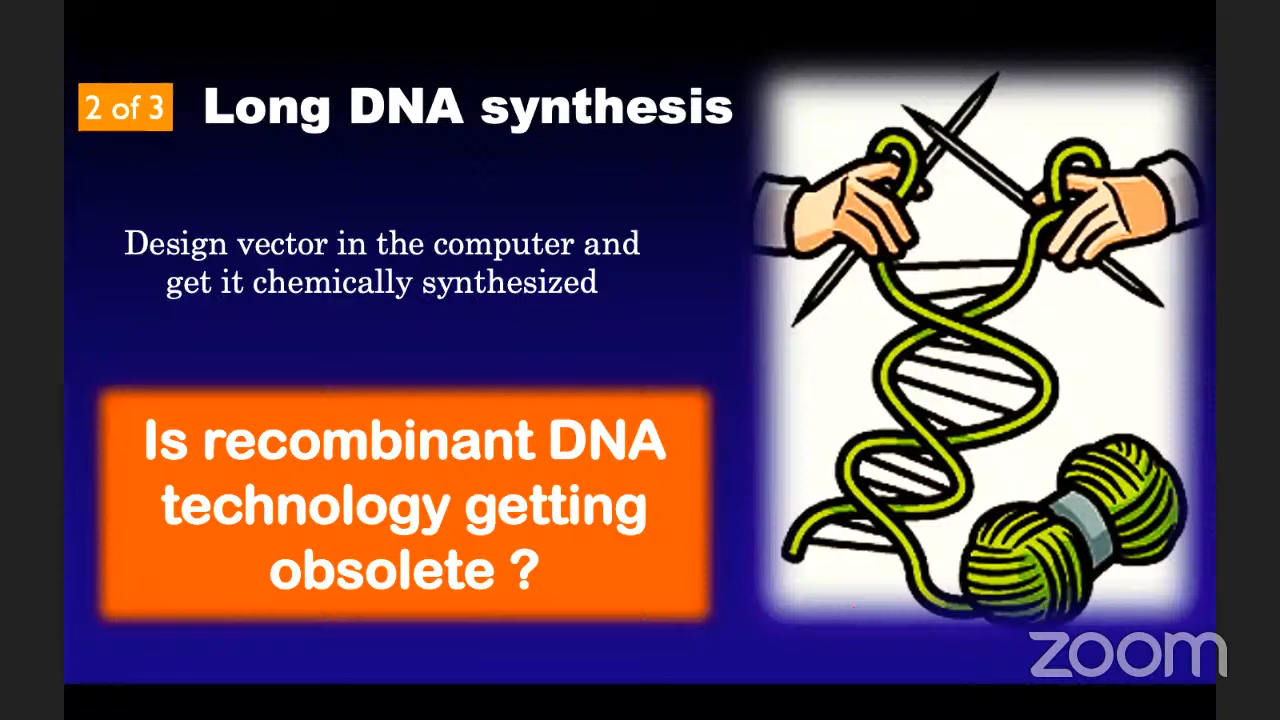 2 of 3
Long DNA synthesis
Design vector in the computer and
get it chemically synthesized
Is recombinant DNA
technology getting
obsolete ?
zoom